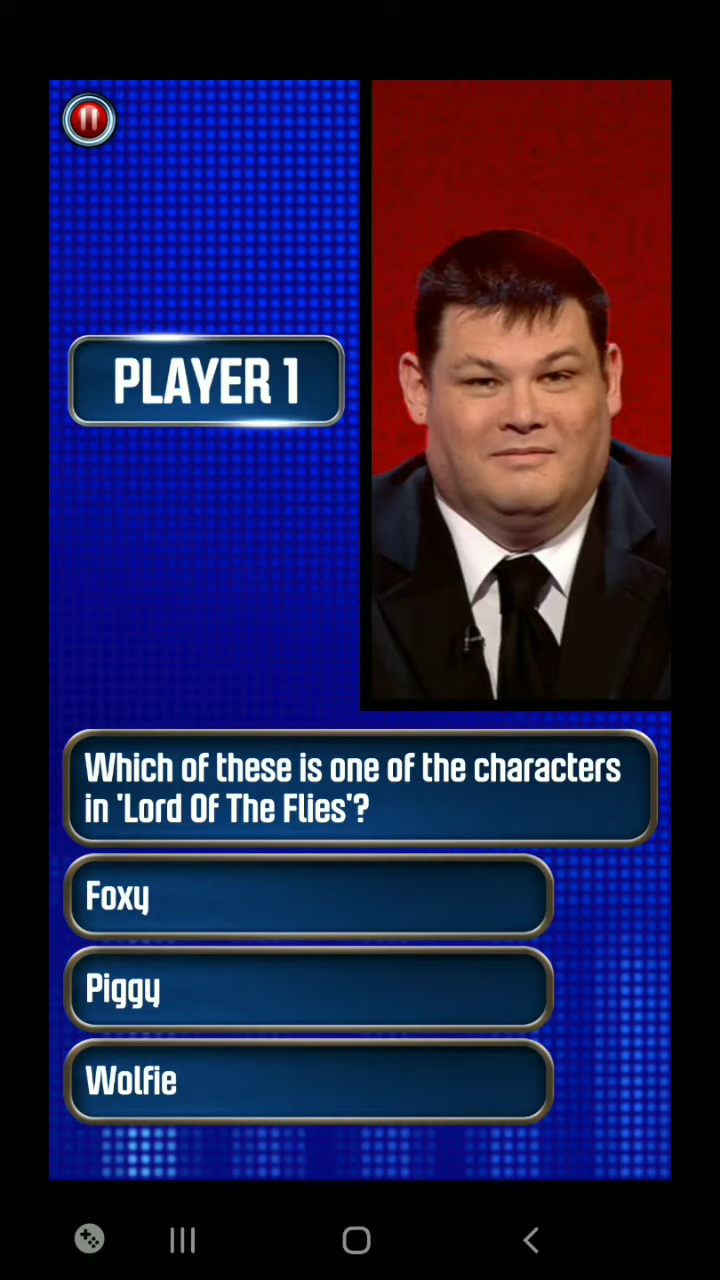 PLAYER 1
Which of these is one of the characters
in 'Lord Of The Flies'?
Foxy
Piggy
Wolfie